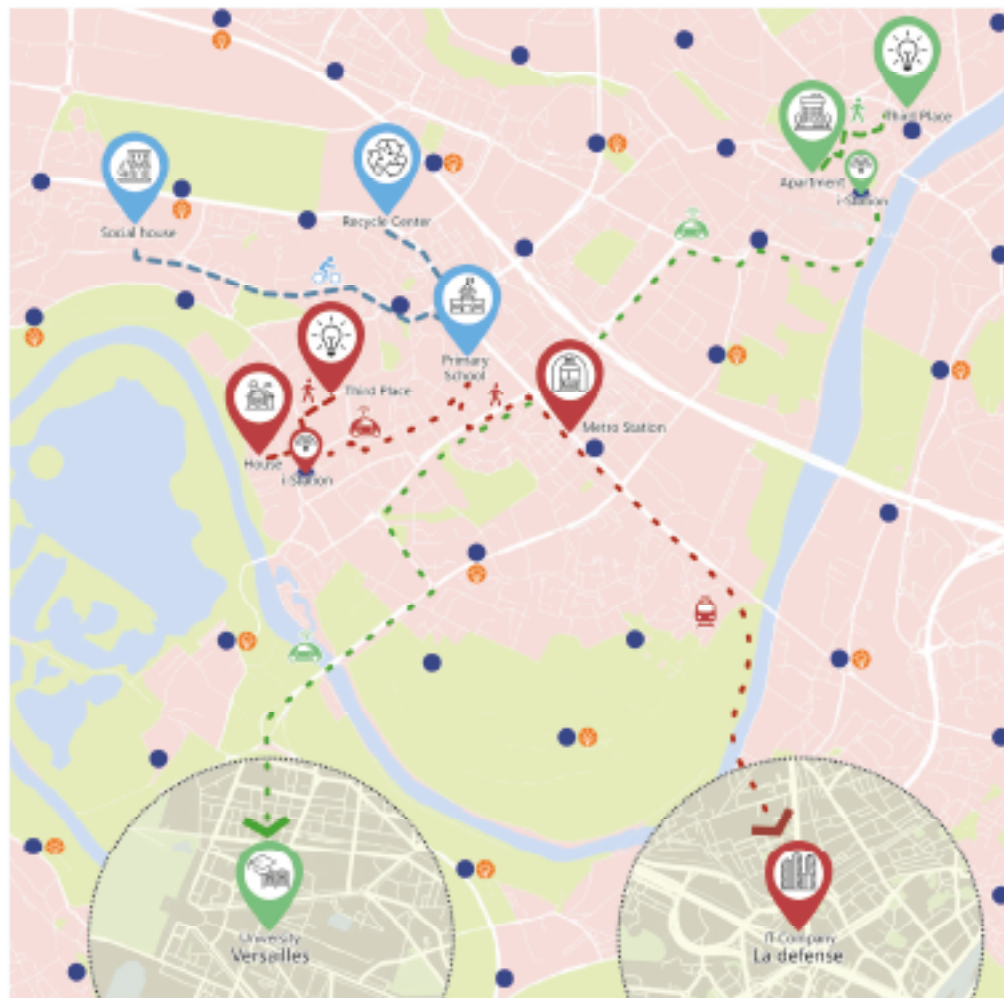 Third Place
Apartment
i-Station
Social house
Recycle Center
Primary
School
Third Place
Metro Station
House
i-Station
University
Versailles
IT-Company
La defense